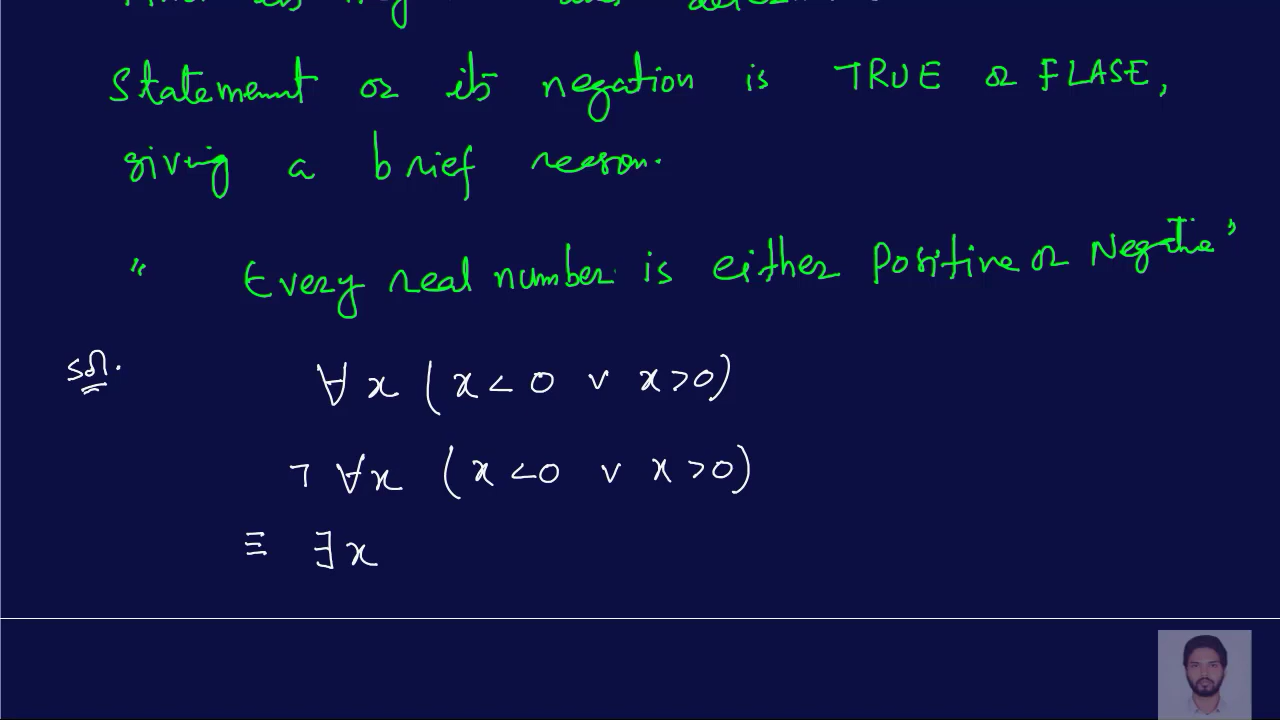 Statememt or its negation is TRUE or FLASE,
giving a brief reason.
" Every real number is either Positive or Negative "
Sol.
∀x (x<0 ∨ x>0)
¬∀x (x<0 ∨ x>0)
≡ ∃x